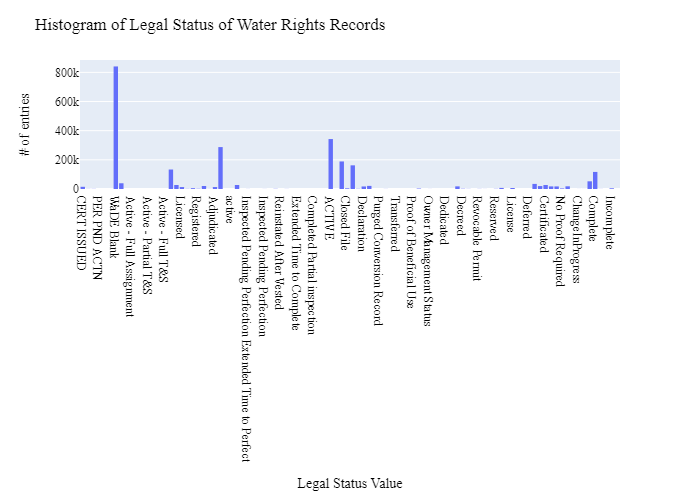 Histogram of Legal Status of Water Rights Records
# of entries
800k
600k
400k
200k
0
CERT ISSUED
PER PND ACTN
WaDE Blank
Active - Full Assignment
Active - Partial T&S
Active - Full T&S
Licensed
Registered
Adjudicated
active
Inspected Pending Perfection Extended Time to Perfect
Inspected Pending Perfection
Reinstated After Vested
Extended Time to Complete
Completed Partial inspection
ACTIVE
Closed File
Declaration
Purged Conversion Record
Transferred
Proof of Beneficial Use
Owner Management Status
Dedicated
Decreed
Revocable Permit
Reserved
License
Deferred
Certificated
No Proof Required
ChangeInProgress
Complete
Incomplete
Legal Status Value